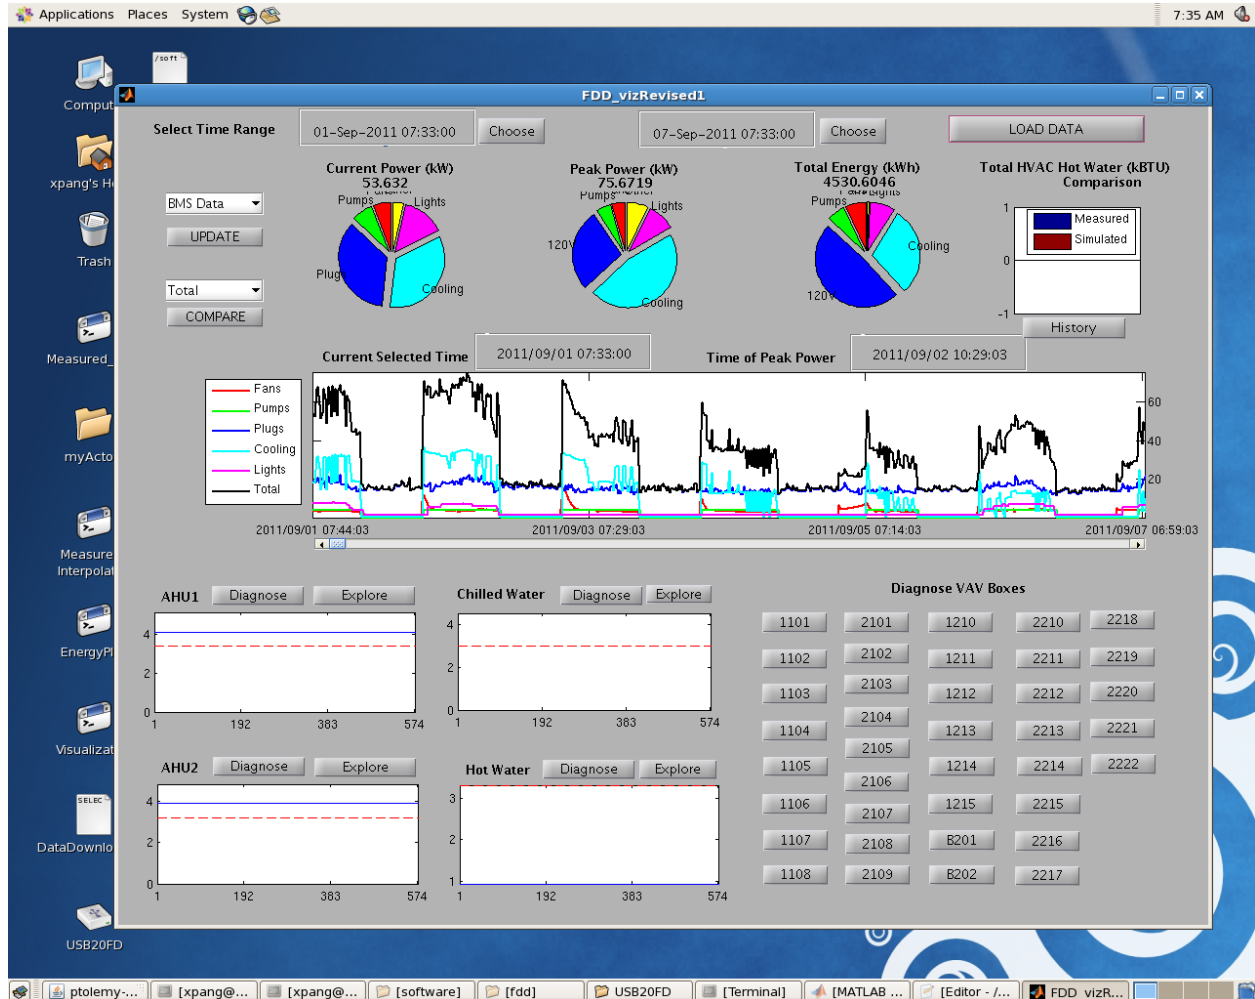 Applications Places System 7:35 AM
/soft
Comput
xpang's H
Trash
Measured_
myActo
Measure
Interpolat
EnergyPl
Visualizat
SELEC
DataDownlo
USB20FD
FDD_vizRevised1
Select Time Range 01-Sep-2011 07:33:00 Choose 07-Sep-2011 07:33:00 Choose LOAD DATA
Current Power (kW) Peak Power (kW) Total Energy (kWh) Total HVAC Hot Water (kBTU)
53.632 75.6719 4530.6046 Comparison
BMS Data
UPDATE
Total
COMPARE
Pumps Lights Cooling Plugs
Pumps Lights Cooling 120V
Pumps Lights Cooling 120V
1
0
-1
Measured
Simulated
History
Current Selected Time 2011/09/01 07:33:00 Time of Peak Power 2011/09/02 10:29:03
Fans
Pumps
Plugs
Cooling
Lights
Total
60
40
20
2011/09/01 07:44:03 2011/09/03 07:29:03 2011/09/05 07:14:03 2011/09/07 06:59:03
AHU1 Diagnose Explore
4
2
0
1 192 383 574
Chilled Water Diagnose Explore
4
2
0
1 192 383 574
AHU2 Diagnose Explore
4
2
0
1 192 383 574
Hot Water Diagnose Explore
3
2
1
1 192 383 574
Diagnose VAV Boxes
1101 2101 1210 2210 2218
1102 2102 1211 2211 2219
1103 2103 1212 2212 2220
1104 2104 1213 2213 2221
1105 2105 1214 2214 2222
1106 2106 1215 2215
1107 2107 B201 2216
1108 2108 B202 2217
2109
ptolemy-... [xpang@... [xpang@... [software] [fdd] USB20FD [Terminal] [MATLAB ... [Editor - /... FDD_vizR...